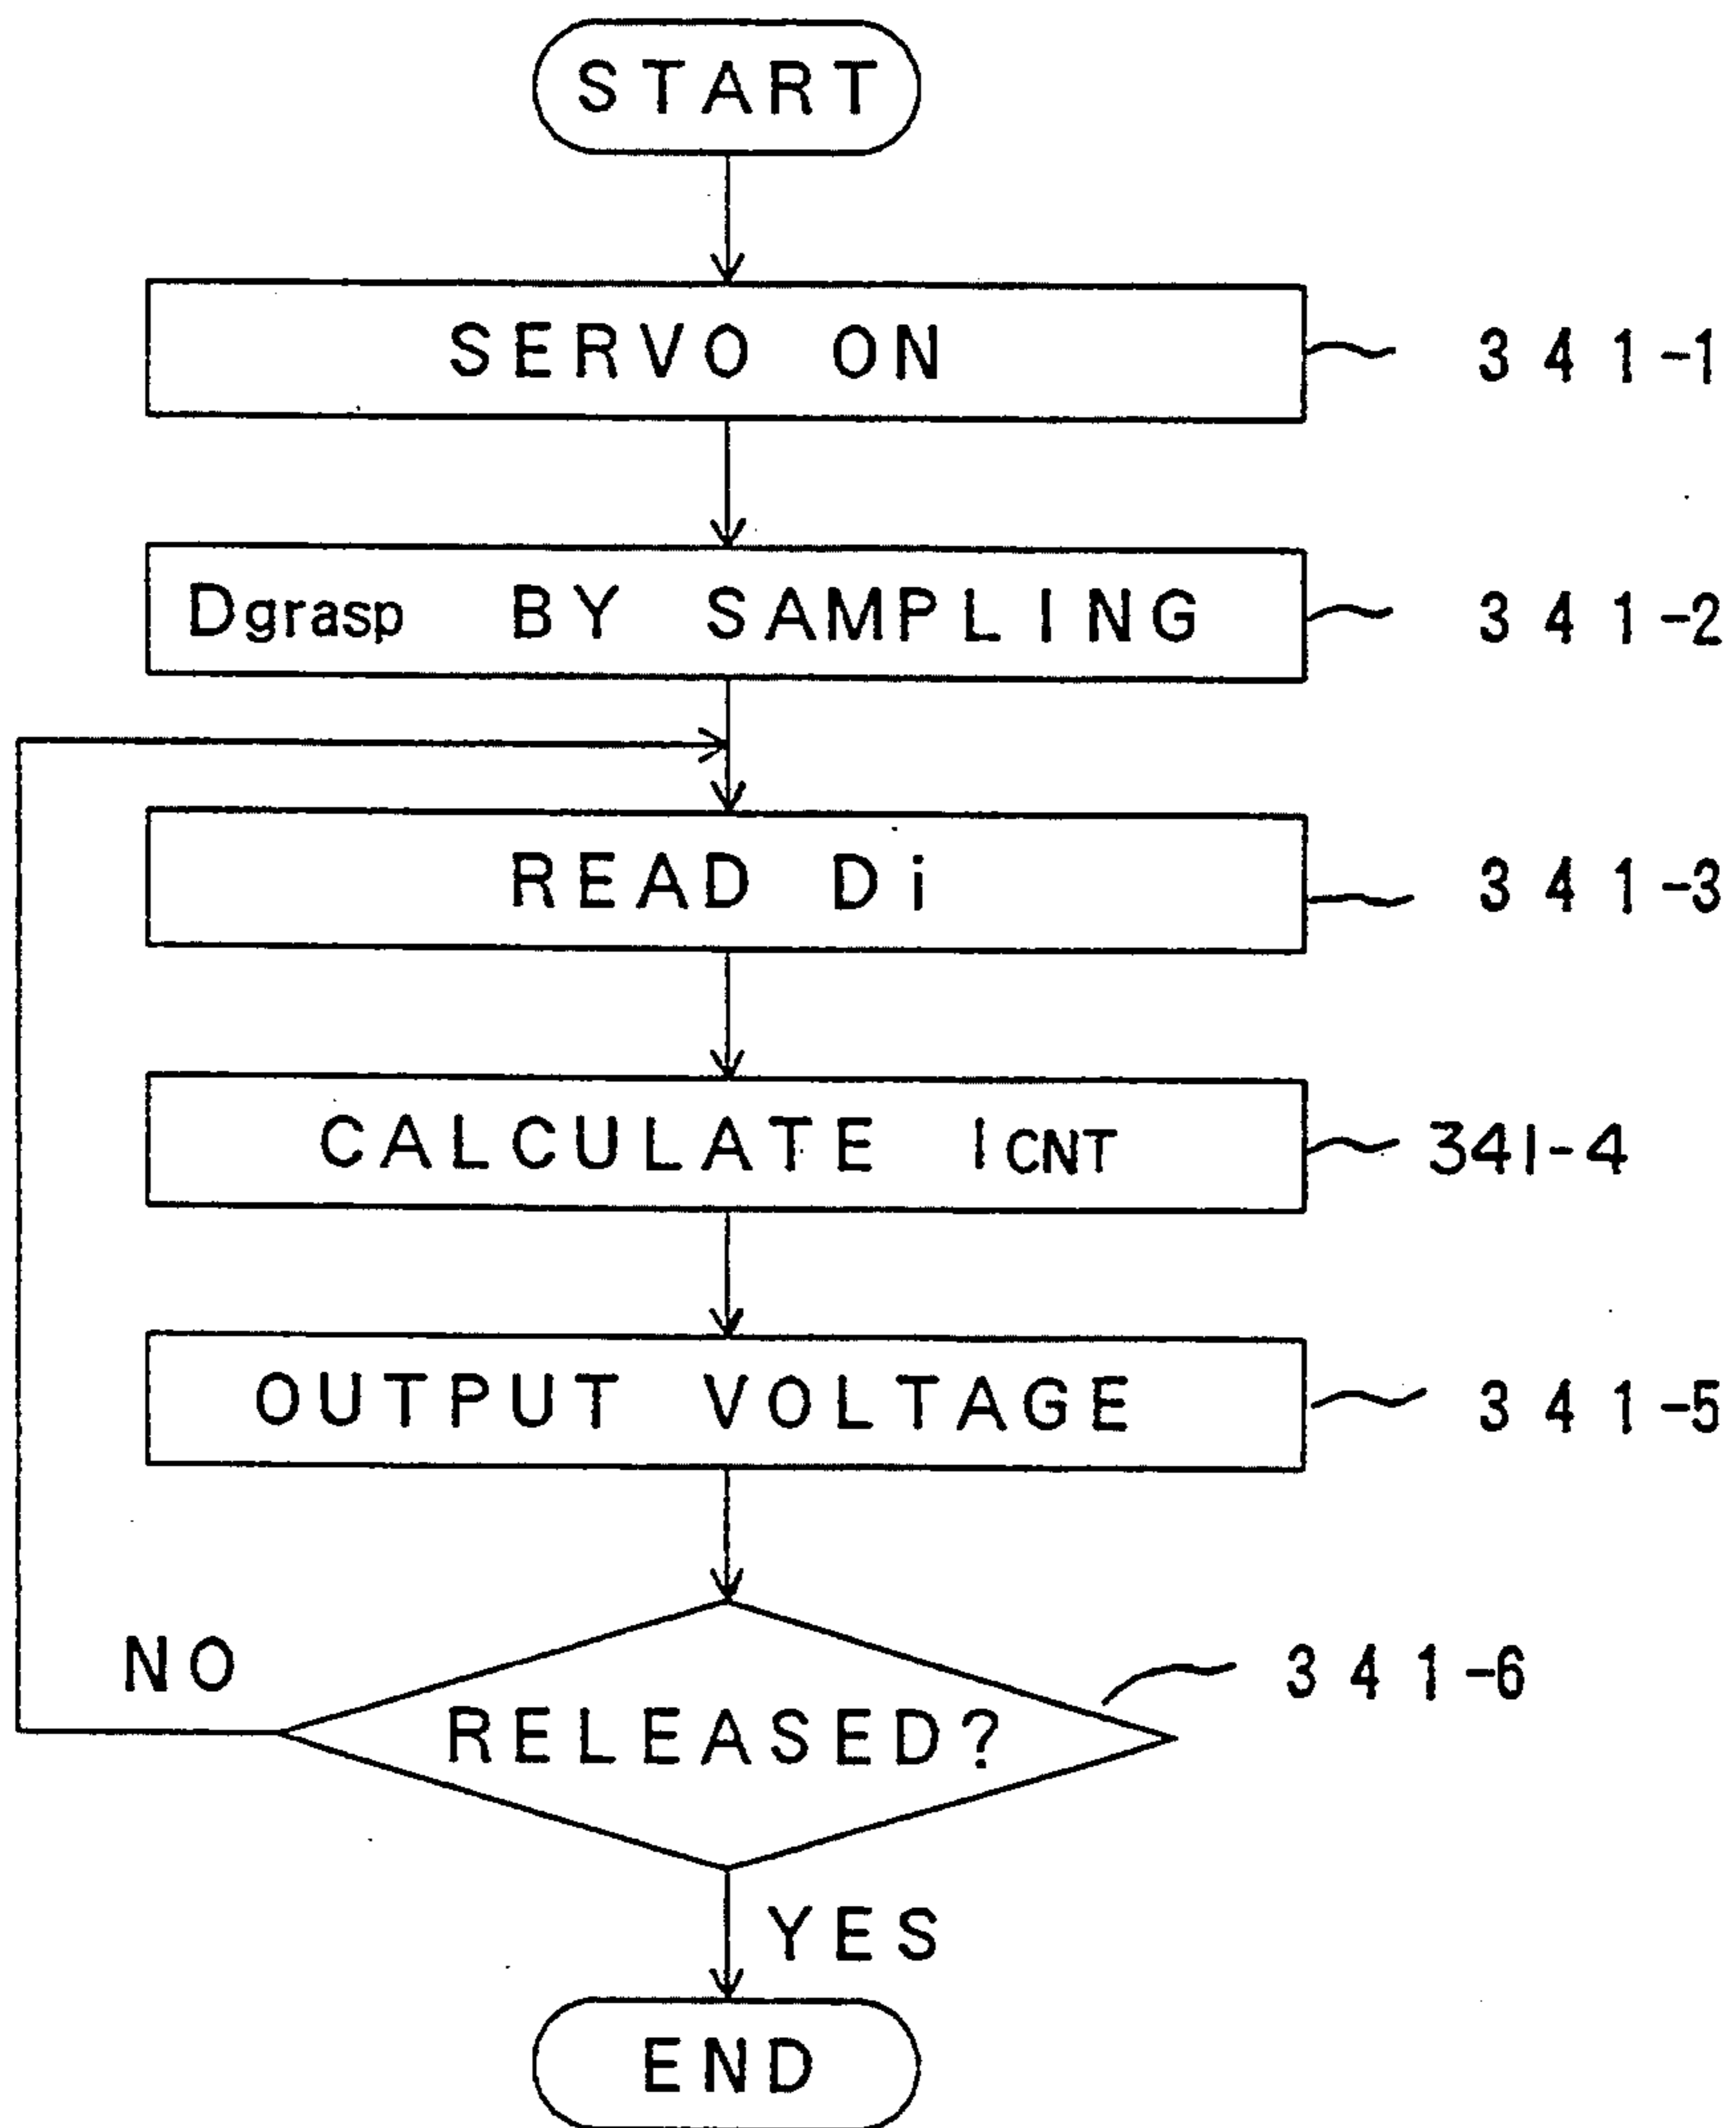 START
SERVO ON 341-1
Dgrasp BY SAMPLING 341-2
READ Di 341-3
CALCULATE ICNT 341-4
OUTPUT VOLTAGE 341-5
NO
RELEASED? 341-6
YES
END